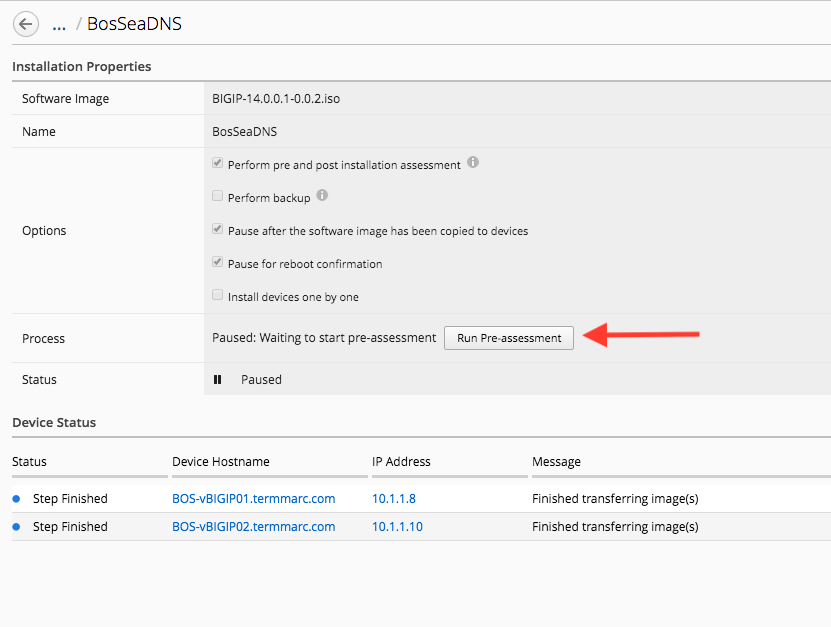 ... / BosSeaDNS
Installation Properties
Software Image BIGIP-14.0.0.1-0.0.2.iso
Name BosSeaDNS
Options
Perform pre and post installation assessment
Perform backup
Pause after the software image has been copied to devices
Pause for reboot confirmation
Install devices one by one
Process Paused: Waiting to start pre-assessment Run Pre-assessment
Status Paused
Device Status
Status Device Hostname IP Address Message
Step Finished BOS-vBIGIP01.termmarc.com 10.1.1.8 Finished transferring image(s)
Step Finished BOS-vBIGIP02.termmarc.com 10.1.1.10 Finished transferring image(s)